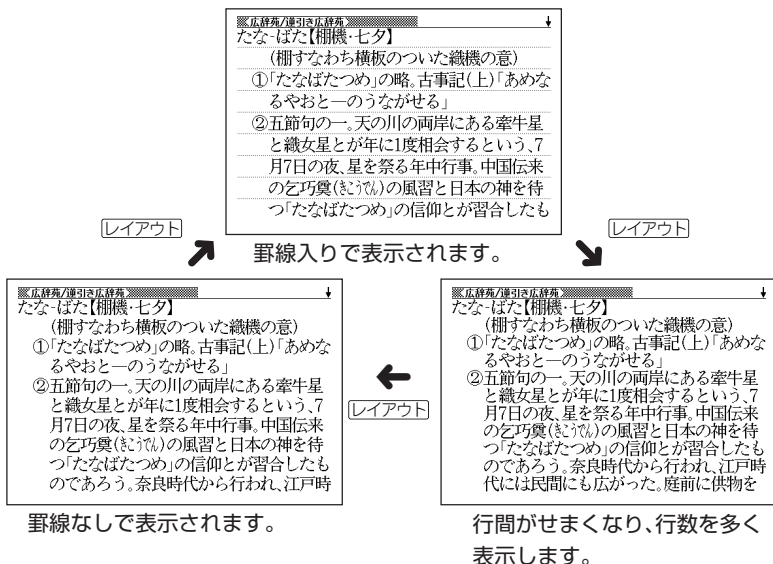 広辞苑/逆引き広辞苑
たな‐ばた【棚機・七夕】
(棚すなわち横板のついた織機の意)
①「たなばたつめ」の略。古事記(上)「あめな
るやおと―のうながせる」
②五節句の一。天の川の両岸にある牽牛星
と織女星とが年に1度相会するという、7
月7日の夜、星を祭る年中行事。中国伝来
の乞巧奠(きこうでん)の風習と日本の神を待
つ「たなばたつめ」の信仰とが習合したも
レイアウト
罫線入りで表示されます。
レイアウト
広辞苑/逆引き広辞苑
たな‐ばた【棚機・七夕】
(棚すなわち横板のついた織機の意)
①「たなばたつめ」の略。古事記(上)「あめな
るやおと―のうながせる」
②五節句の一。天の川の両岸にある牽牛星
と織女星とが年に1度相会するという、7
月7日の夜、星を祭る年中行事。中国伝来
の乞巧奠(きこうでん)の風習と日本の神を待
つ「たなばたつめ」の信仰とが習合したも
のであろう。奈良時代から行われ、江戸時
罫線なしで表示されます。
レイアウト
広辞苑/逆引き広辞苑
たな‐ばた【棚機・七夕】
(棚すなわち横板のついた織機の意)
①「たなばたつめ」の略。古事記(上)「あめな
るやおと―のうながせる」
②五節句の一。天の川の両岸にある牽牛星
と織女星とが年に1度相会するという、7
月7日の夜、星を祭る年中行事。中国伝来
の乞巧奠(きこうでん)の風習と日本の神を待
つ「たなばたつめ」の信仰とが習合したも
のであろう。奈良時代から行われ、江戸時
代には民間にも広がった。庭前に供物を
行間がせまくなり、行数を多く
表示します。